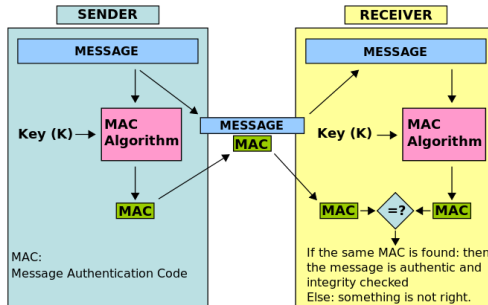 SENDER
RECEIVER
MESSAGE
MESSAGE
Key (K)
MAC
Algorithm
MESSAGE
MAC
Key (K)
MAC
Algorithm
MAC
MAC
=?
MAC
MAC:
Message Authentication Code
If the same MAC is found: then
the message is authentic and
integrity checked
Else: something is not right.